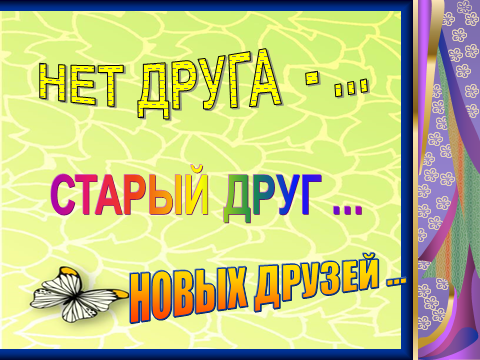 НЕТ ДРУГА - ...
СТАРЫЙ ДРУГ ...
НОВЫХ ДРУЗЕЙ ...